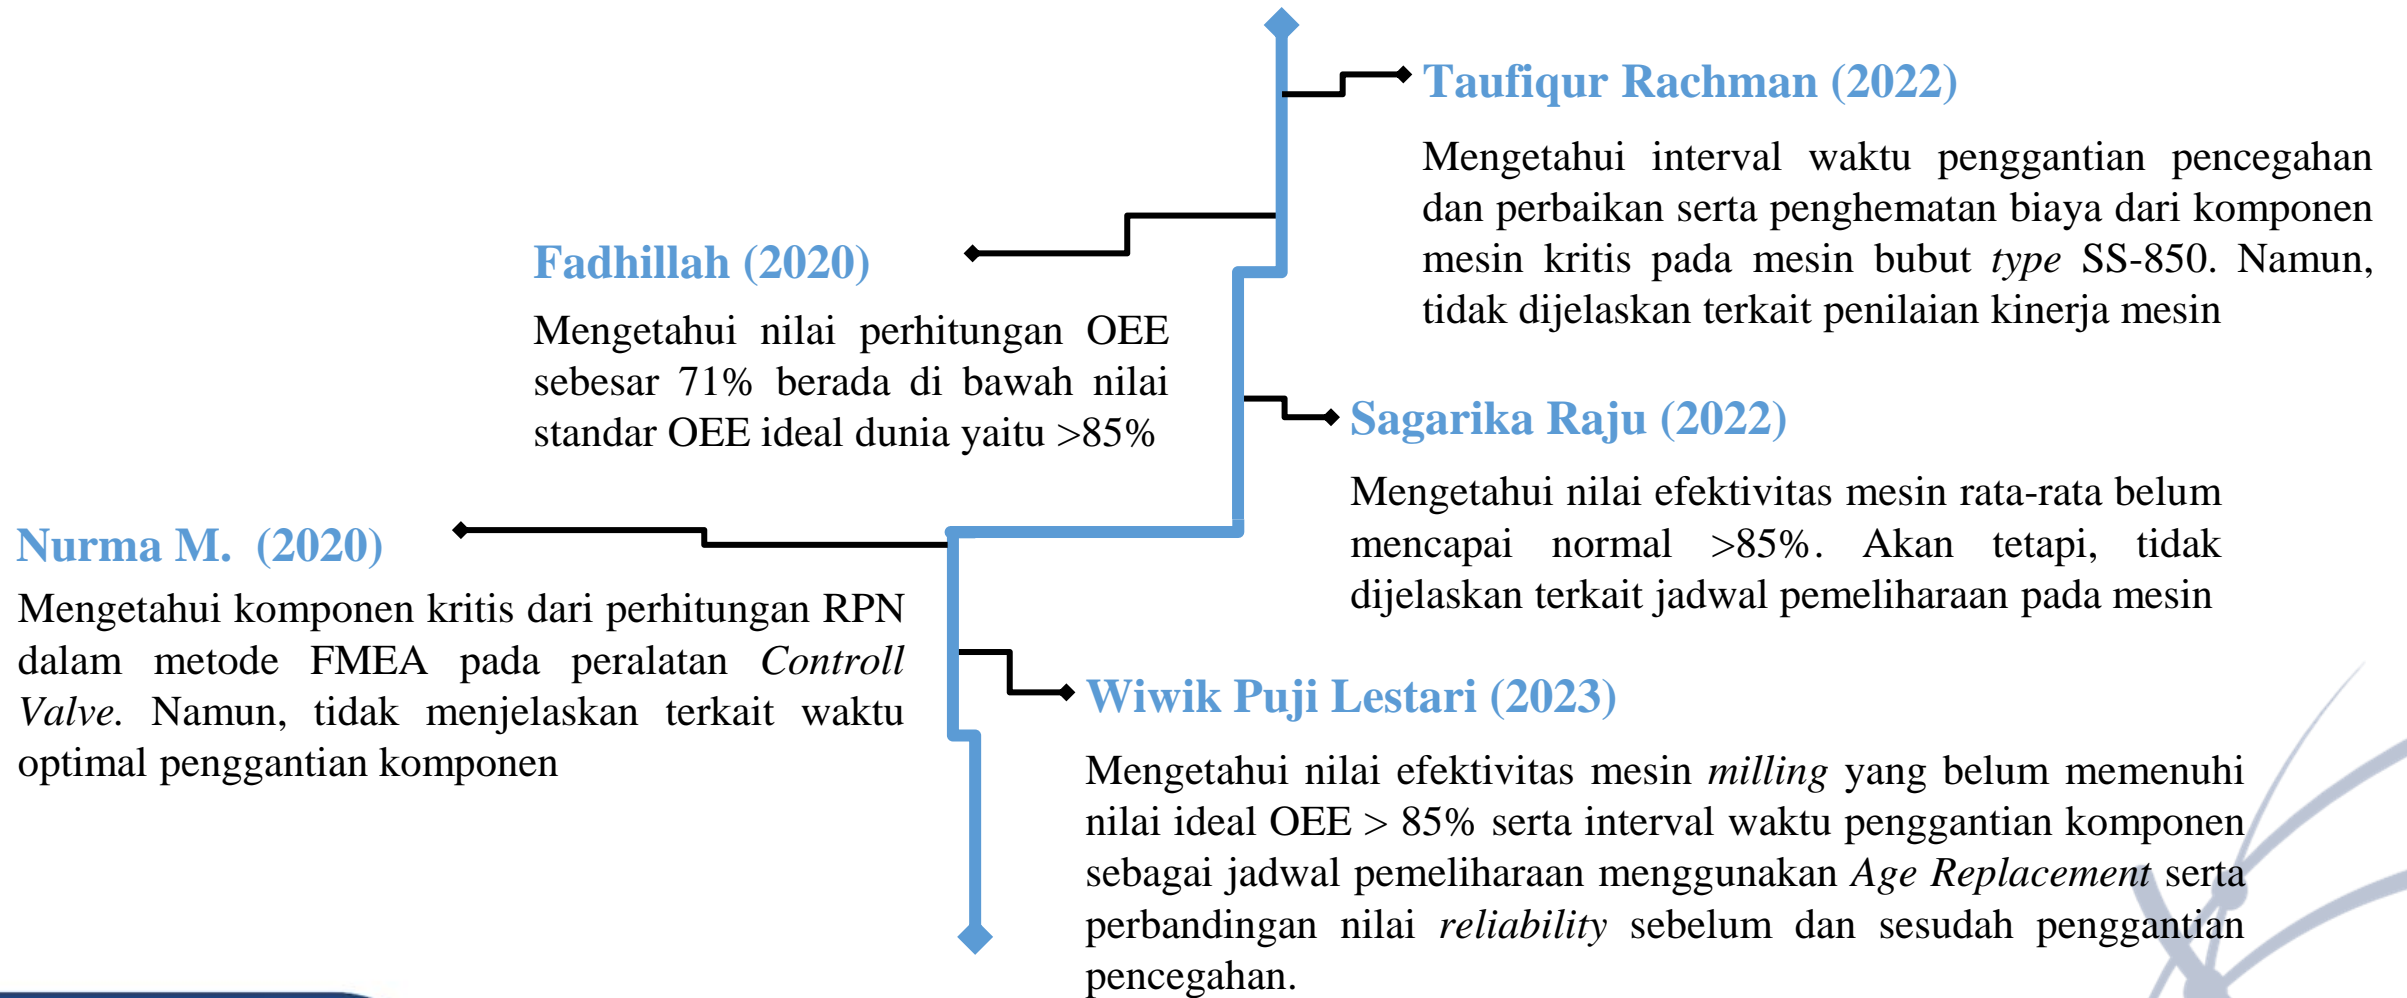 Taufiqur Rachman (2022)
Mengetahui interval waktu penggantian pencegahan
dan perbaikan serta penghematan biaya dari komponen
mesin kritis pada mesin bubut type SS-850. Namun,
tidak dijelaskan terkait penilaian kinerja mesin
Fadhillah (2020)
Mengetahui nilai perhitungan OEE
sebesar 71% berada di bawah nilai
standar OEE ideal dunia yaitu >85%
Sagarika Raju (2022)
Mengetahui nilai efektivitas mesin rata-rata belum
mencapai normal >85%. Akan tetapi, tidak
dijelaskan terkait jadwal pemeliharaan pada mesin
Nurma M. (2020)
Mengetahui komponen kritis dari perhitungan RPN
dalam metode FMEA pada peralatan Controll
Valve. Namun, tidak menjelaskan terkait waktu
optimal penggantian komponen
Wiwik Puji Lestari (2023)
Mengetahui nilai efektivitas mesin milling yang belum memenuhi
nilai ideal OEE > 85% serta interval waktu penggantian komponen
sebagai jadwal pemeliharaan menggunakan Age Replacement serta
perbandingan nilai reliability sebelum dan sesudah penggantian
pencegahan.